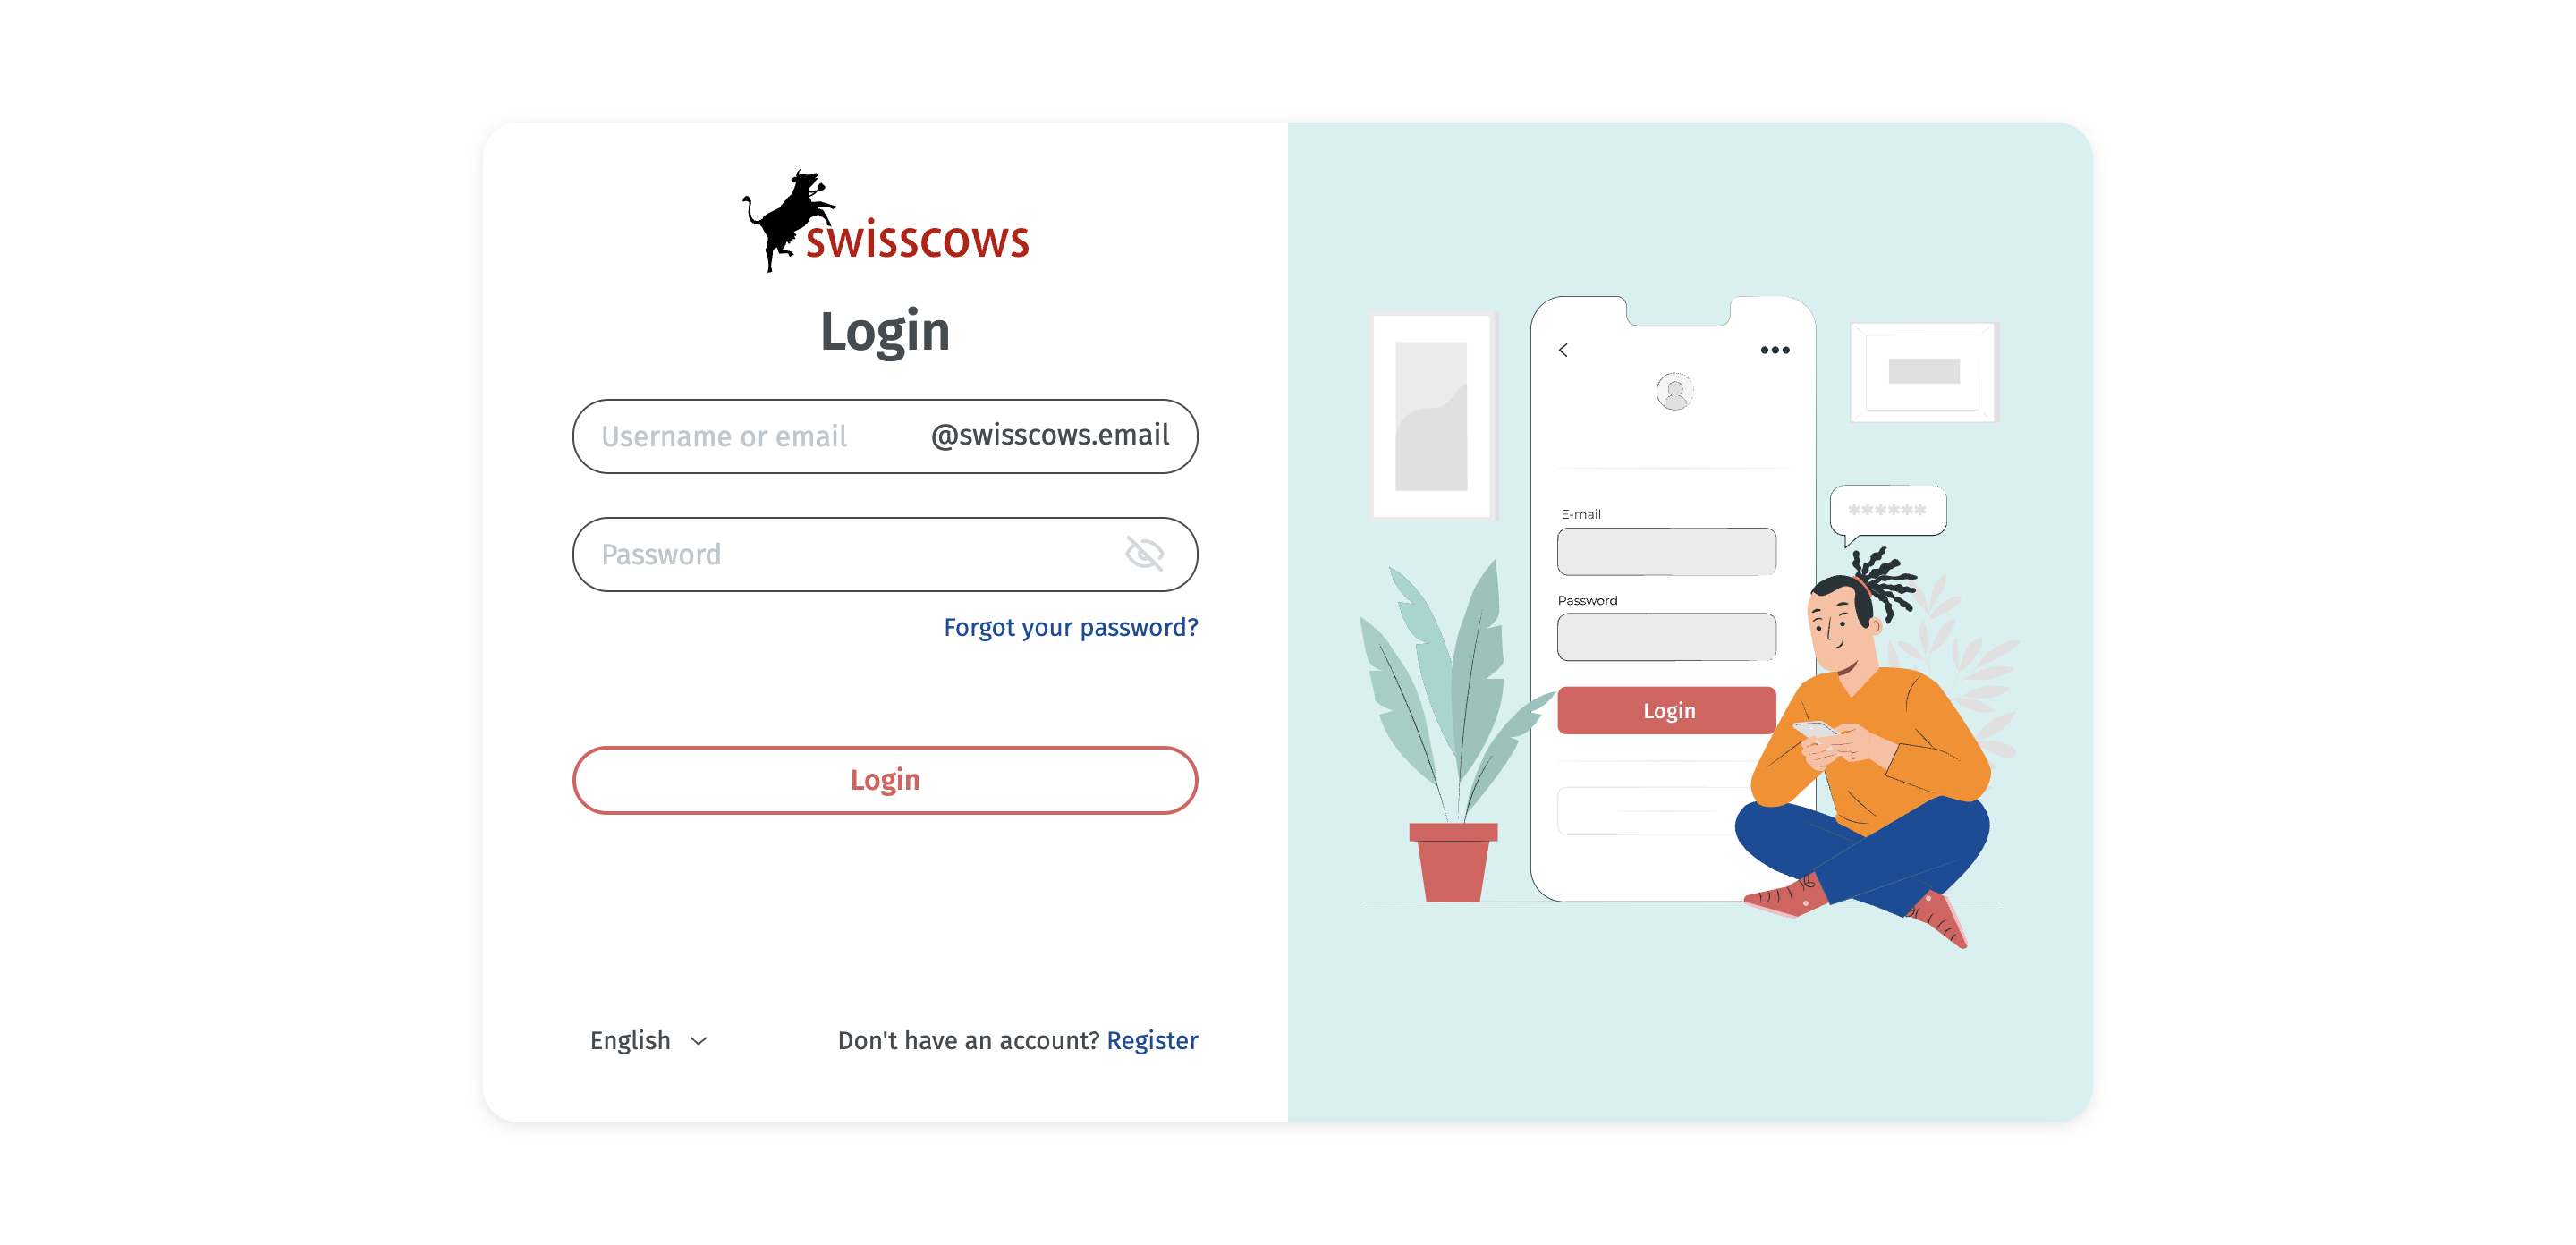 swisscows
Login
Username or email @swisscows.email
Password
Forgot your password?
Login
English
Don't have an account? Register
E-mail
******
Password
Login